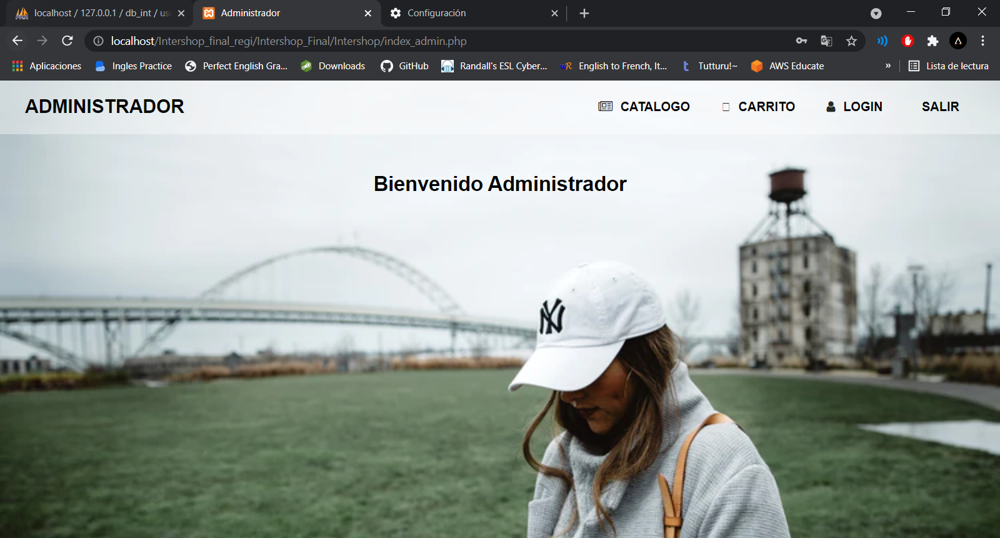 localhost / 127.0.0.1 / db_int / us
Administrador
Configuración
localhost/Intershop_final_regi/Intershop_Final/Intershop/index_admin.php
Aplicaciones
Ingles Practice
Perfect English Gra...
Downloads
GitHub
Randall's ESL Cyber...
English to French, It...
Tutturu!~
AWS Educate
»
Lista de lectura
ADMINISTRADOR
CATALOGO
CARRITO
LOGIN
SALIR
Bienvenido Administrador
NY